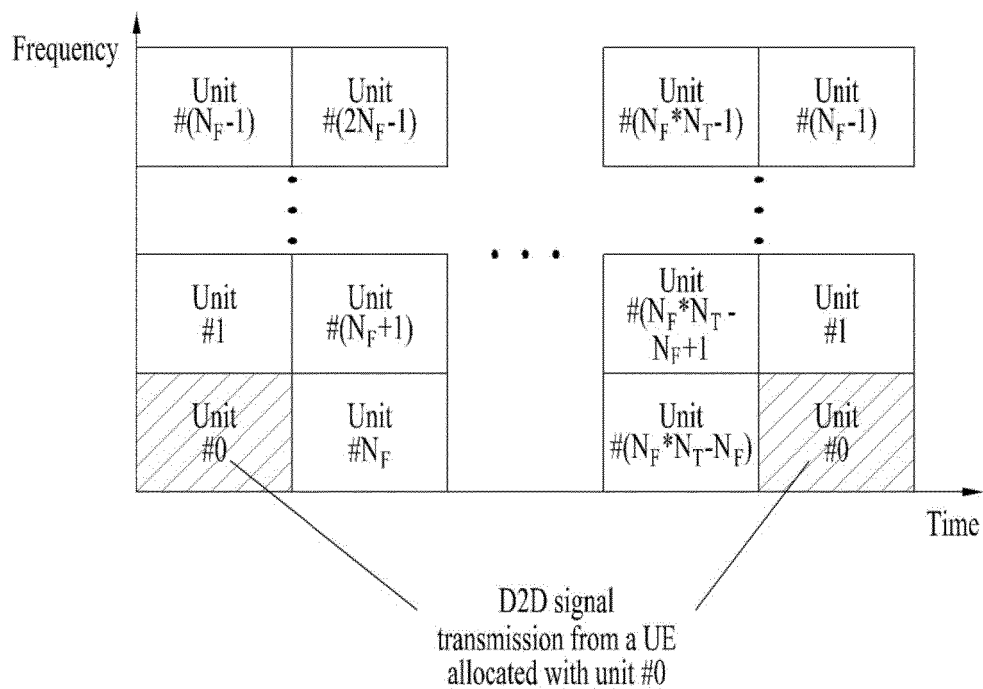 Frequency
Unit
#(N_F-1)
Unit
#(2N_F-1)
Unit
#(N_F*N_T-1)
Unit
#(N_F-1)
Unit
#1
Unit
#(N_F+1)
Unit
#(N_F*N_T-
N_F+1
Unit
#1
Unit
#0
Unit
#N_F
Unit
#(N_F*N_T-N_F)
Unit
#0
Time
D2D signal
transmission from a UE
allocated with unit #0